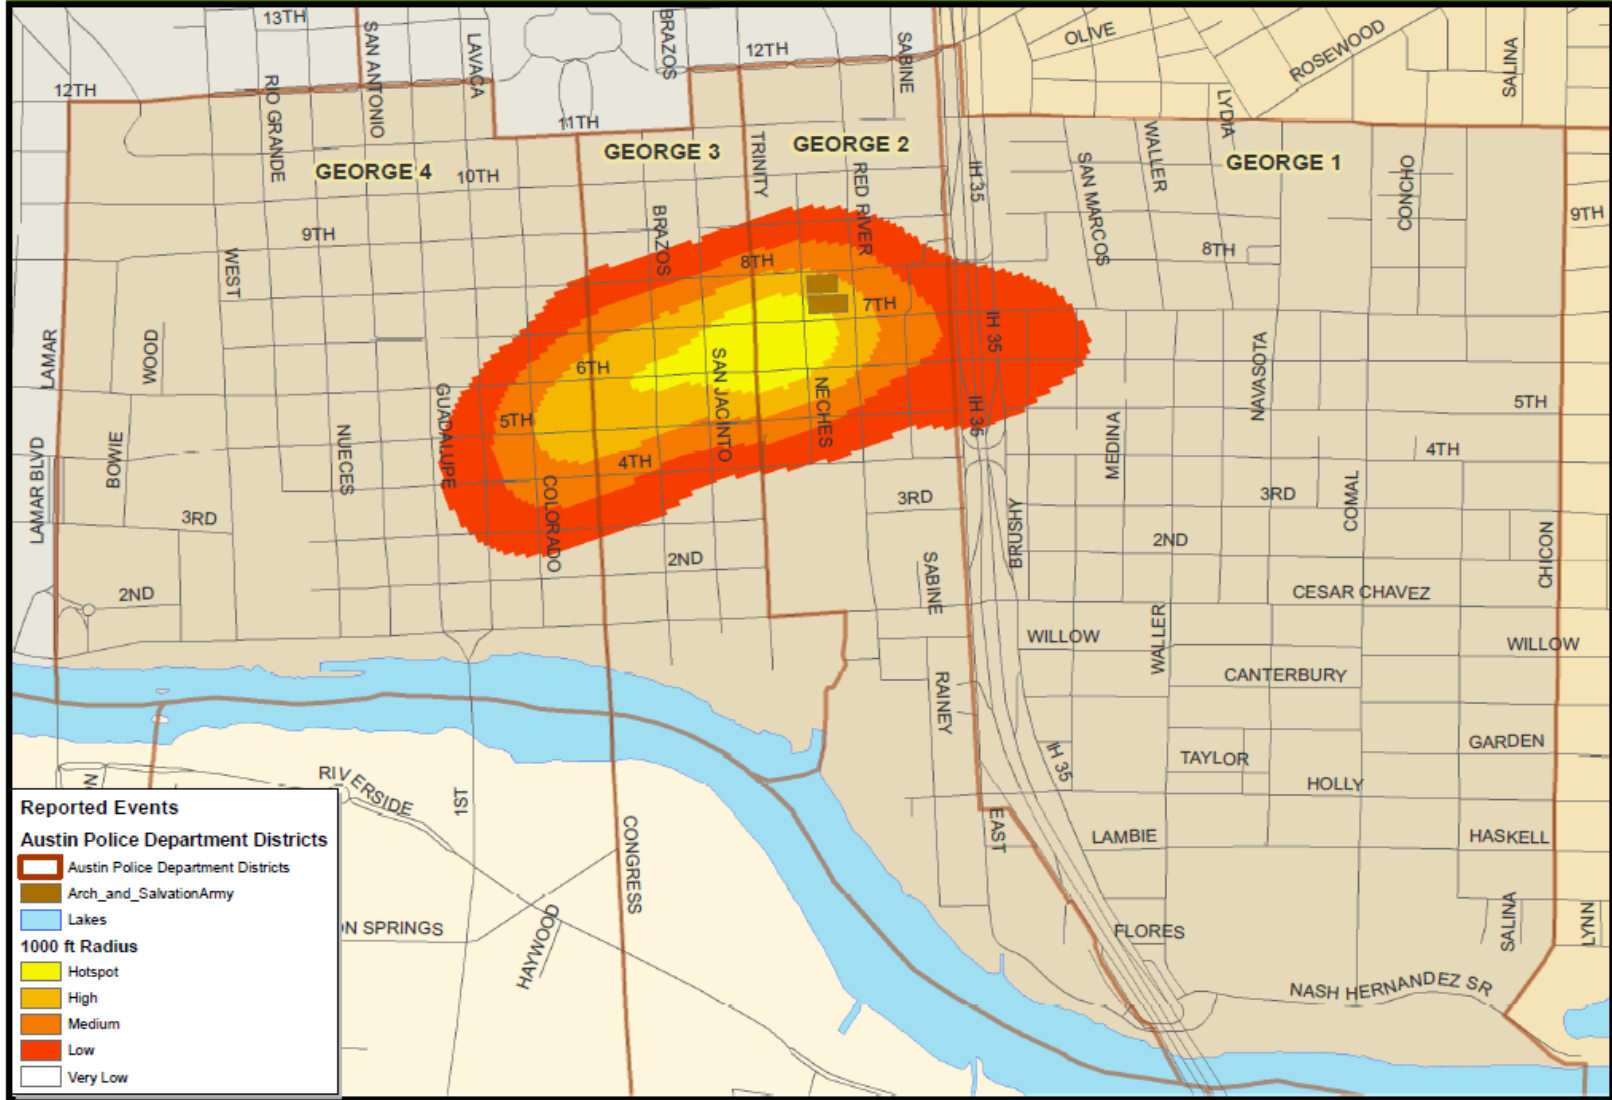 13TH
SAN ANTONIO
LAVACA
BRAZOS
12TH
SABINE
OLIVE
ROSEWOOD
SALINA
12TH
RIO GRANDE
11TH
LYDIA
GEORGE 4
10TH
GEORGE 3
TRINITY
GEORGE 2
RED RIVER
IH 35
SAN MARCOS
WALLER
GEORGE 1
CONCHO
9TH
9TH
WEST
BRAZOS
8TH
8TH
7TH
LAMAR
WOOD
6TH
SAN JACINTO
IH 35
NAVASOTA
GUADALUPE
5TH
NECHES
IH 35
5TH
LAMAR BLVD
BOWIE
NUECES
4TH
MEDINA
4TH
3RD
COLORADO
3RD
BRUSHY
3RD
COMAL
2ND
2ND
SABINE
2ND
CHICON
CESAR CHAVEZ
WILLOW
WALLER
WILLOW
RAINEY
CANTERBURY
IH 35
TAYLOR
GARDEN
RIVERSIDE
1ST
HOLLY
CONGRESS
EAST
LAMBIE
HASKELL
N SPRINGS
HAYWOOD
FLORES
SALINA
LYNN
NASH HERNANDEZ SR
Reported Events
Austin Police Department Districts
Austin Police Department Districts
Arch_and_SalvationArmy
Lakes
1000 ft Radius
Hotspot
High
Medium
Low
Very Low